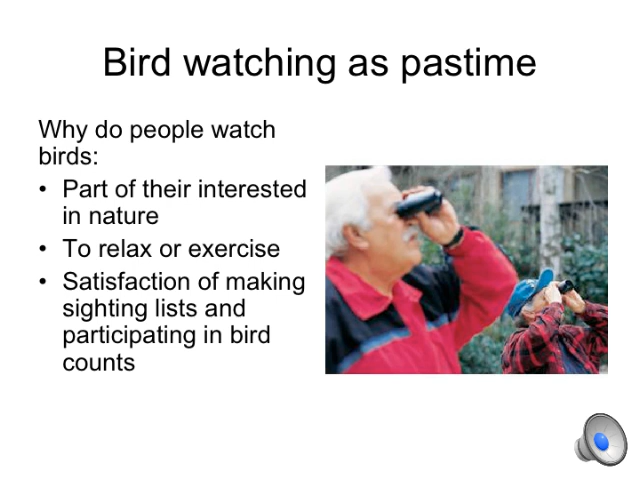 Bird watching as pastime
Why do people watch
birds:
• Part of their interested
in nature
• To relax or exercise
• Satisfaction of making
sighting lists and
participating in bird
counts